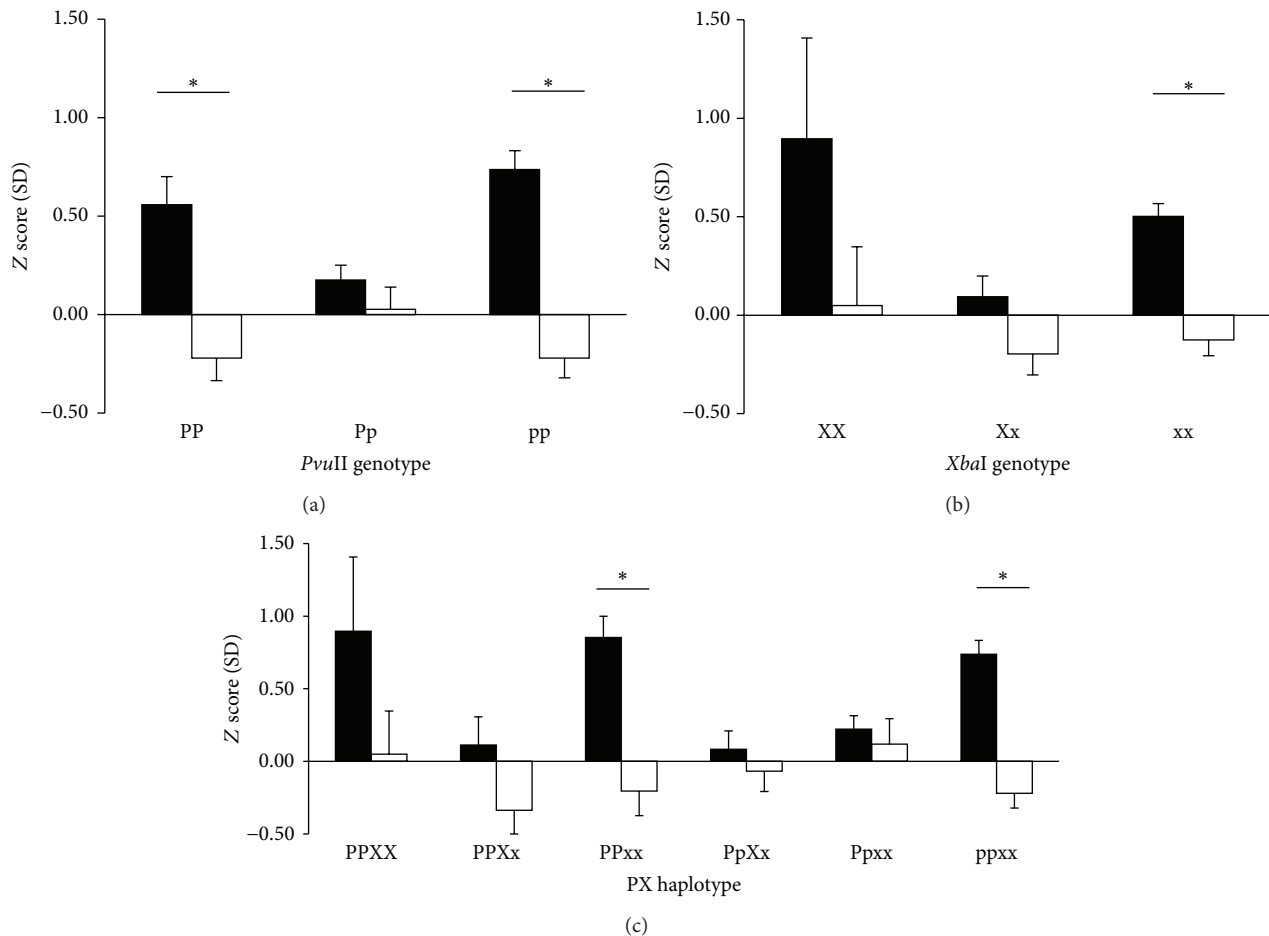 1.50
1.00
0.50
0.00
−0.50
Z score (SD)
*
*
PP Pp pp
PvuII genotype
(a)
1.50
1.00
0.50
0.00
−0.50
Z score (SD)
*
XX Xx xx
XbaI genotype
(b)
1.50
1.00
0.50
0.00
−0.50
Z score (SD)
*
*
PPXX PPXx PPxx PpXx Ppxx ppxx
PX haplotype
(c)